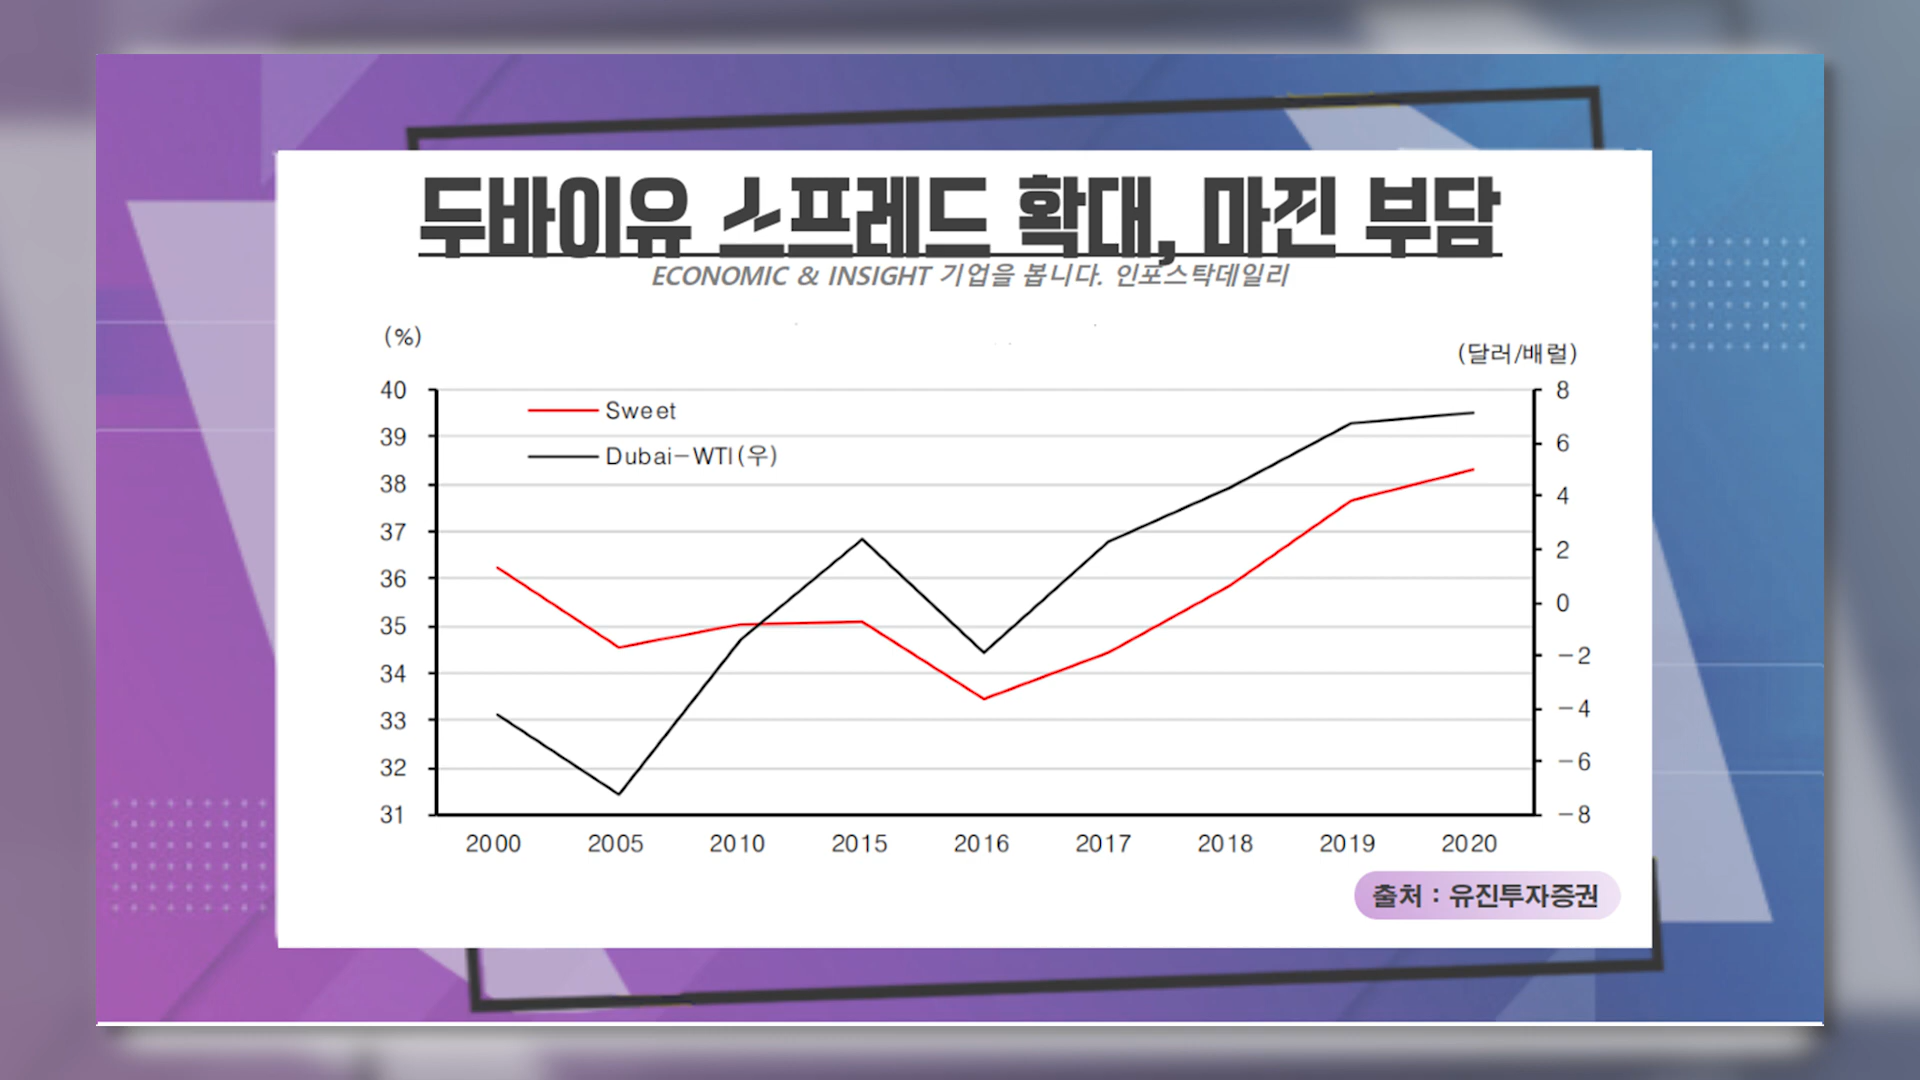 두바이유 스프레드 확대, 마진 부담
ECONOMIC & INSIGHT 기업을 봅니다. 인포스탁데일리
(%)
(달러/배럴)
Sweet
Dubai-WTI(우)
40
39
38
37
36
35
34
33
32
31
8
6
4
2
0
-2
-4
-6
-8
2000 2005 2010 2015 2016 2017 2018 2019 2020
출처 : 유진투자증권